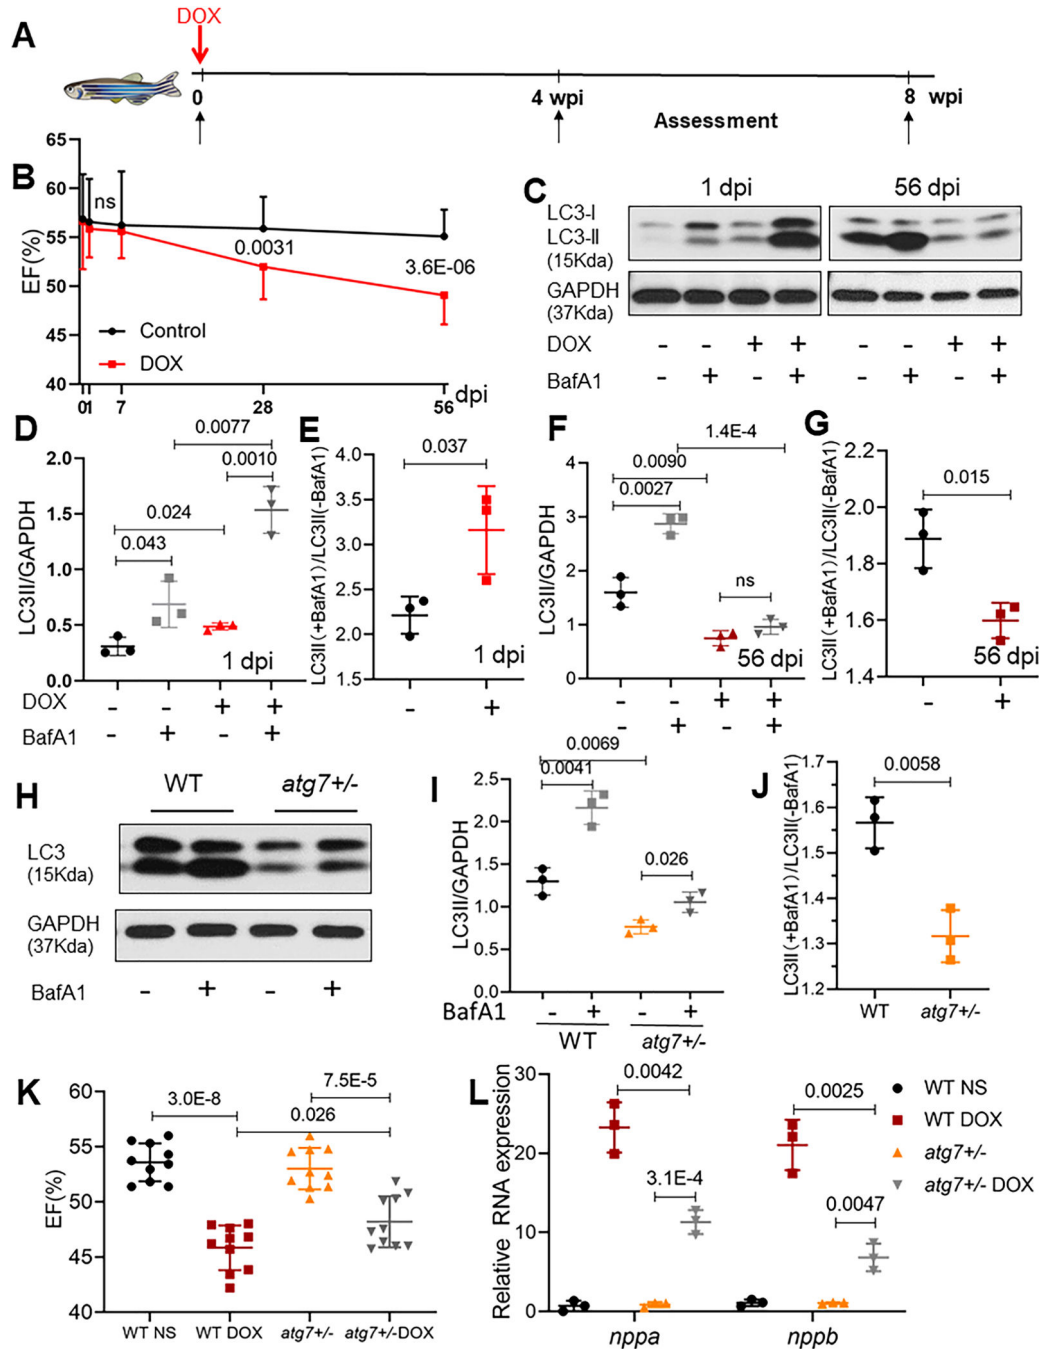 A
DOX
0
4 wpi
8 wpi
Assessment
B
EF(%)
65
60
55
50
45
40
ns
0.0031
3.6E-06
Control
DOX
0
1
7
28
56
dpi
C
1 dpi
56 dpi
LC3-I
LC3-II
(15Kda)
GAPDH
(37Kda)
DOX - - + + - - + +
BafA1 - + - + - + - +
D
LC3II/GAPDH
2.0
1.5
1.0
0.5
0.0
0.0077
0.0010
0.024
0.043
1 dpi
DOX - - + +
BafA1 - + - +
E
LC3II(+BafA1)/LC3II(-BafA1)
4.0
3.5
3.0
2.5
2.0
1.5
0.037
1 dpi
- +
F
LC3II/GAPDH
4
3
2
1
0
1.4E-4
0.0090
0.0027
ns
56 dpi
- - + +
- + - +
G
LC3II(+BafA1)/LC3II(-BafA1)
2.2
2.0
1.8
1.6
1.4
0.015
56 dpi
- +
H
WT
atg7+/-
LC3
(15Kda)
GAPDH
(37Kda)
BafA1 - + - +
I
LC3II/GAPDH
2.5
2.0
1.5
1.0
0.5
0.0
0.0069
0.0041
0.026
BafA1 - + - +
WT
atg7+/-
J
LC3II(+BafA1)/LC3II(-BafA1)
1.7
1.6
1.5
1.4
1.3
1.2
0.0058
WT
atg7+/-
K
EF(%)
60
55
50
45
40
7.5E-5
3.0E-8
0.026
WT NS
WT DOX
atg7+/-
atg7+/-DOX
L
Relative RNA expression
30
20
10
0
0.0042
3.1E-4
0.0025
0.0047
nppa
nppb
WT NS
WT DOX
atg7+/-
atg7+/- DOX